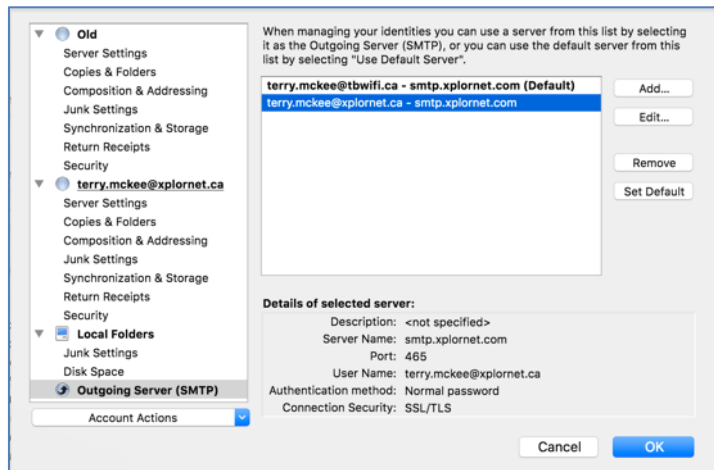 Old
Server Settings
Copies & Folders
Composition & Addressing
Junk Settings
Synchronization & Storage
Return Receipts
Security
terry.mckee@xplornet.ca
Server Settings
Copies & Folders
Composition & Addressing
Junk Settings
Synchronization & Storage
Return Receipts
Security
Local Folders
Junk Settings
Disk Space
Outgoing Server (SMTP)
Account Actions
When managing your identities you can use a server from this list by selecting
it as the Outgoing Server (SMTP), or you can use the default server from this
list by selecting "Use Default Server".
terry.mckee@tbwifi.ca - smtp.xplornet.com (Default)
terry.mckee@xplornet.ca - smtp.xplornet.com
Add...
Edit...
Remove
Set Default
Details of selected server:
Description: <not specified>
Server Name: smtp.xplornet.com
Port: 465
User Name: terry.mckee@xplornet.ca
Authentication method: Normal password
Connection Security: SSL/TLS
Cancel
OK